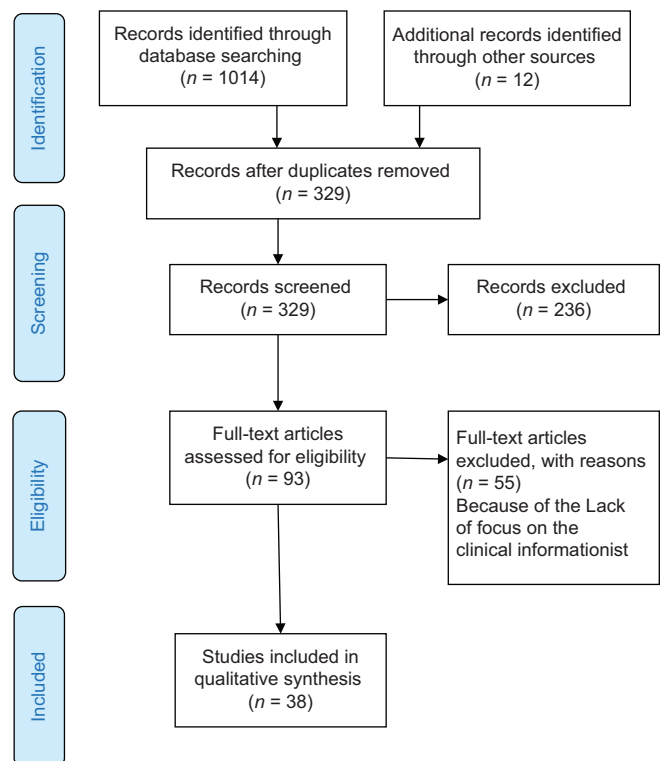 Identification
Records identified through
database searching
(n = 1014)
Additional records identified
through other sources
(n = 12)
Records after duplicates removed
(n = 329)
Screening
Records screened
(n = 329)
Records excluded
(n = 236)
Eligibility
Full-text articles
assessed for eligibility
(n = 93)
Full-text articles
excluded, with reasons
(n = 55)
Because of the Lack
of focus on the
clinical informationist
Included
Studies included in
qualitative synthesis
(n = 38)